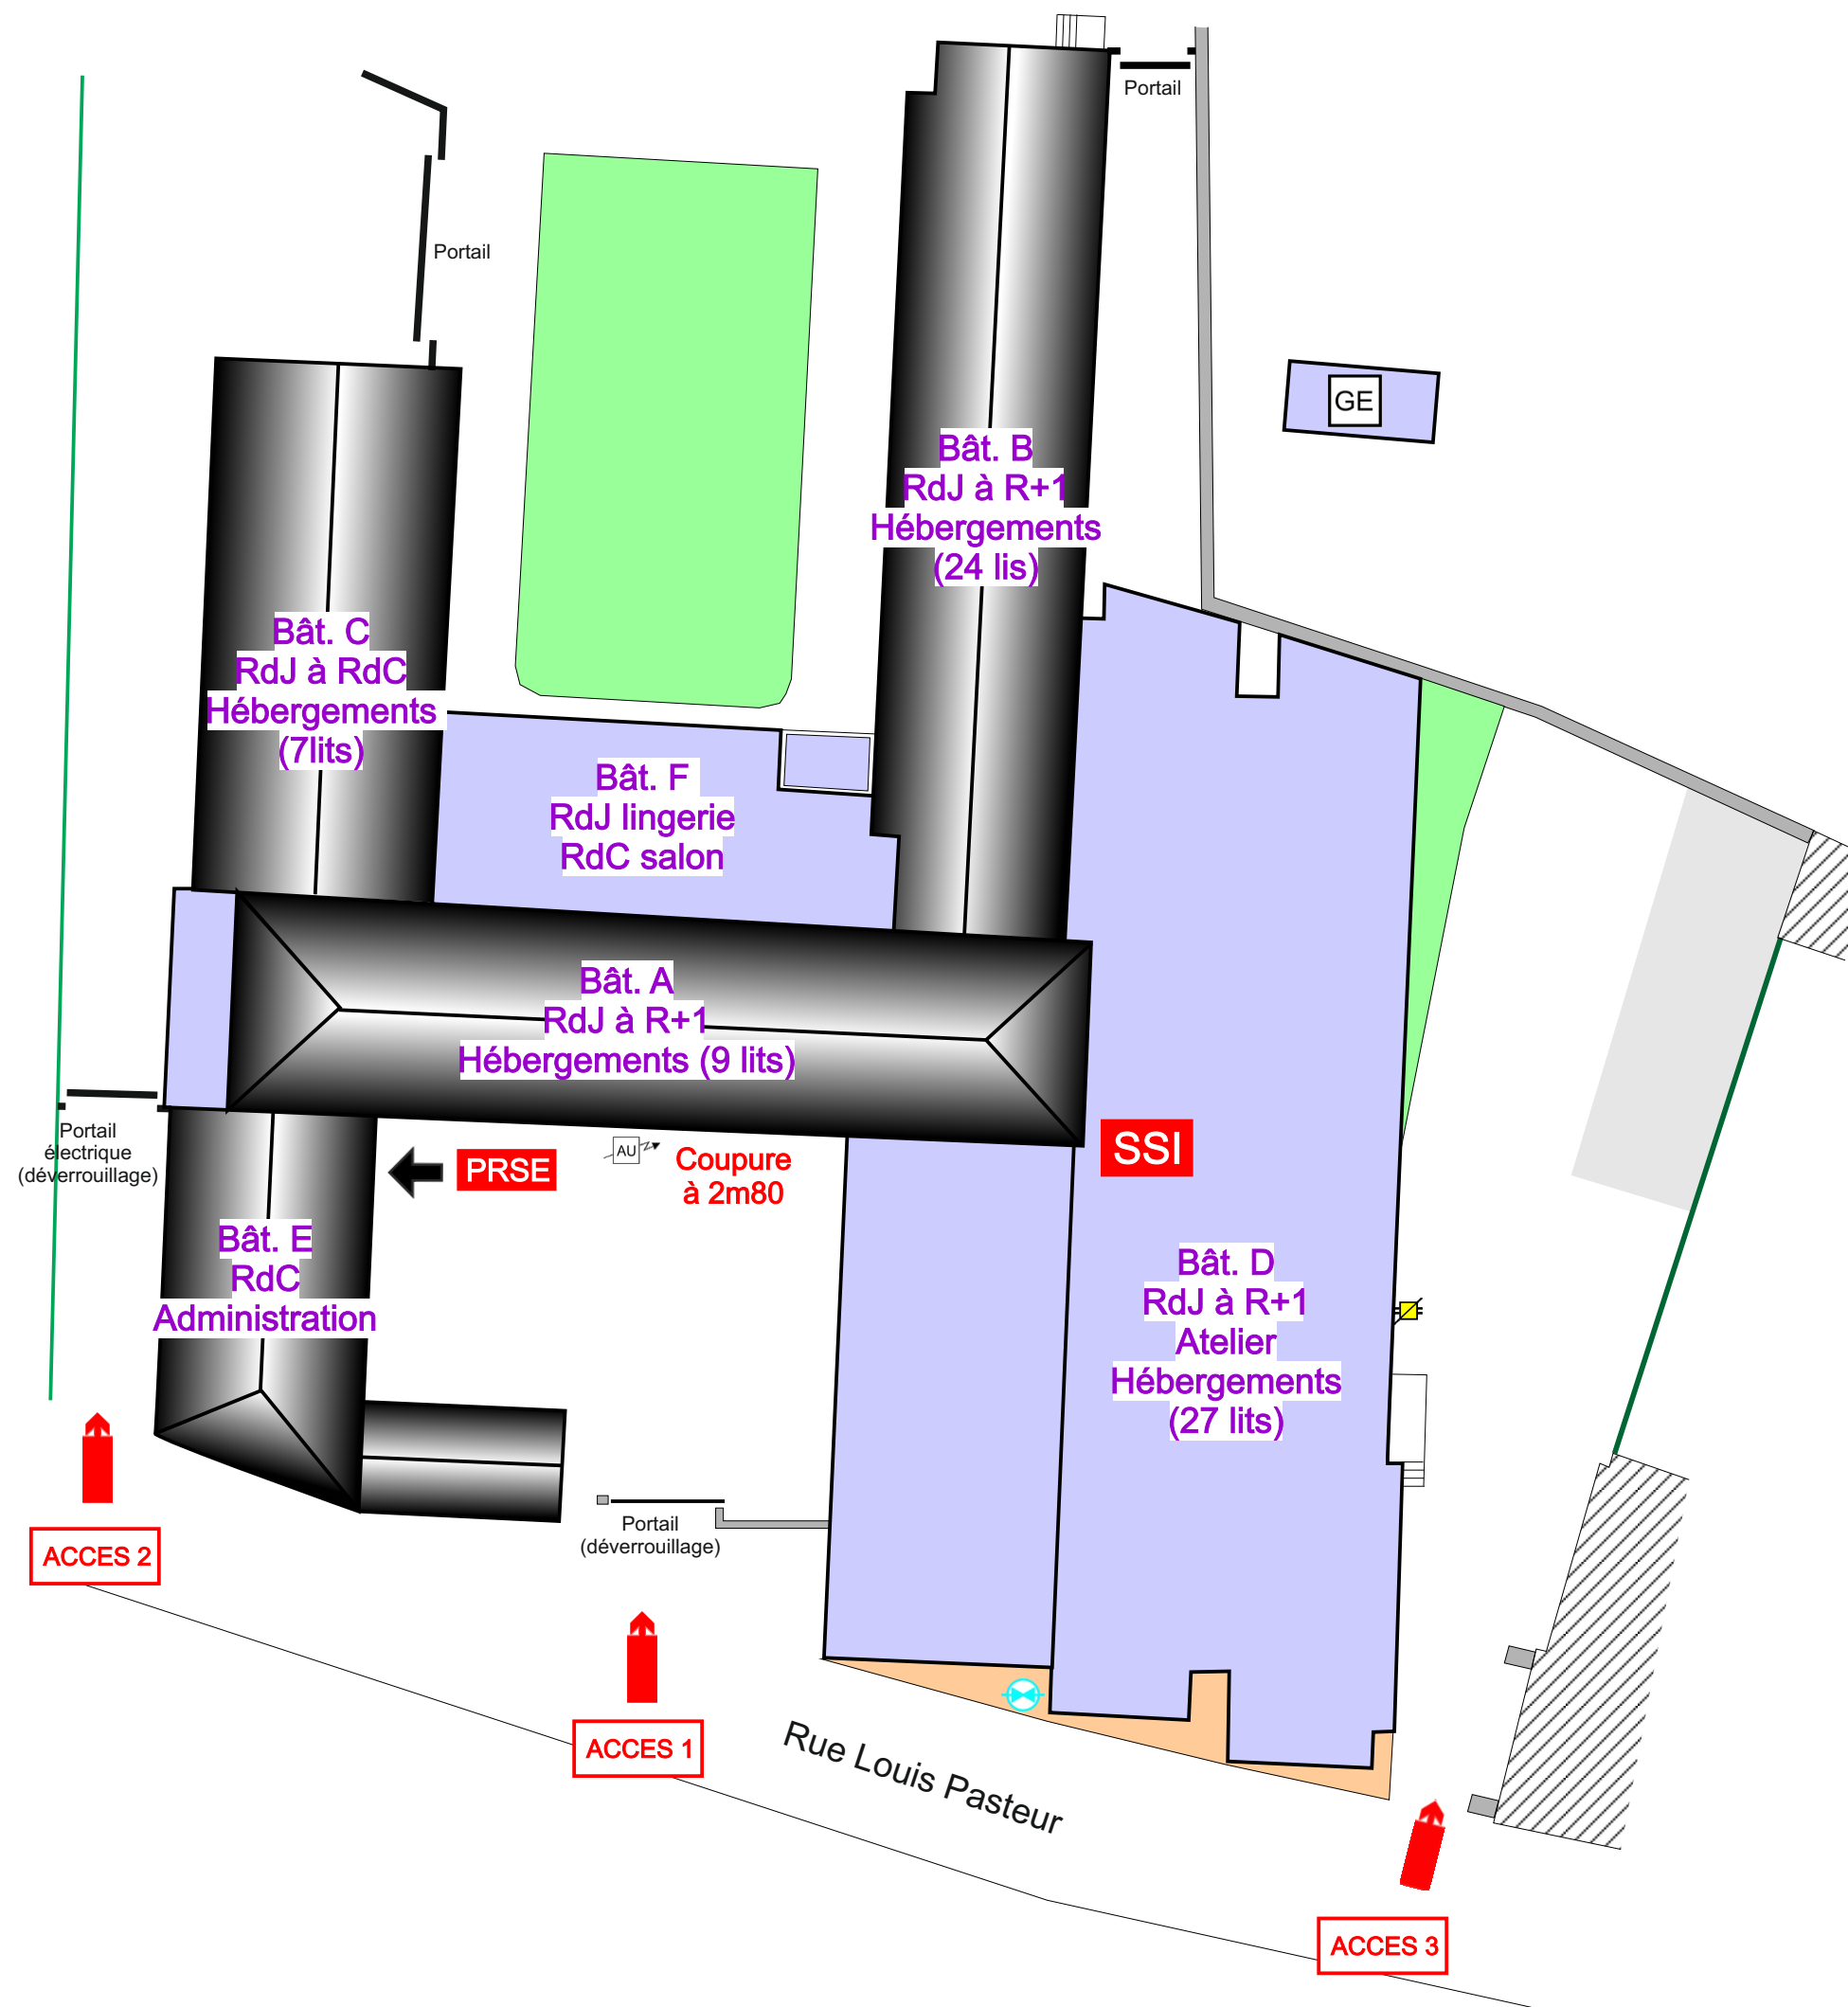 Portail
Portail
GE
Bât. B
RdJ à R+1
Hébergements
(24 lis)
Bât. C
RdJ à RdC
Hébergements
(7lits)
Bât. F
RdJ lingerie
RdC salon
Bât. A
RdJ à R+1
Hébergements (9 lits)
Portail
électrique
(déverrouillage)
PRSE
AU
Coupure
à 2m80
SSI
Bât. E
RdC
Administration
Bât. D
RdJ à R+1
Atelier
Hébergements
(27 lits)
Portail
(déverrouillage)
ACCES 2
ACCES 1
Rue Louis Pasteur
ACCES 3